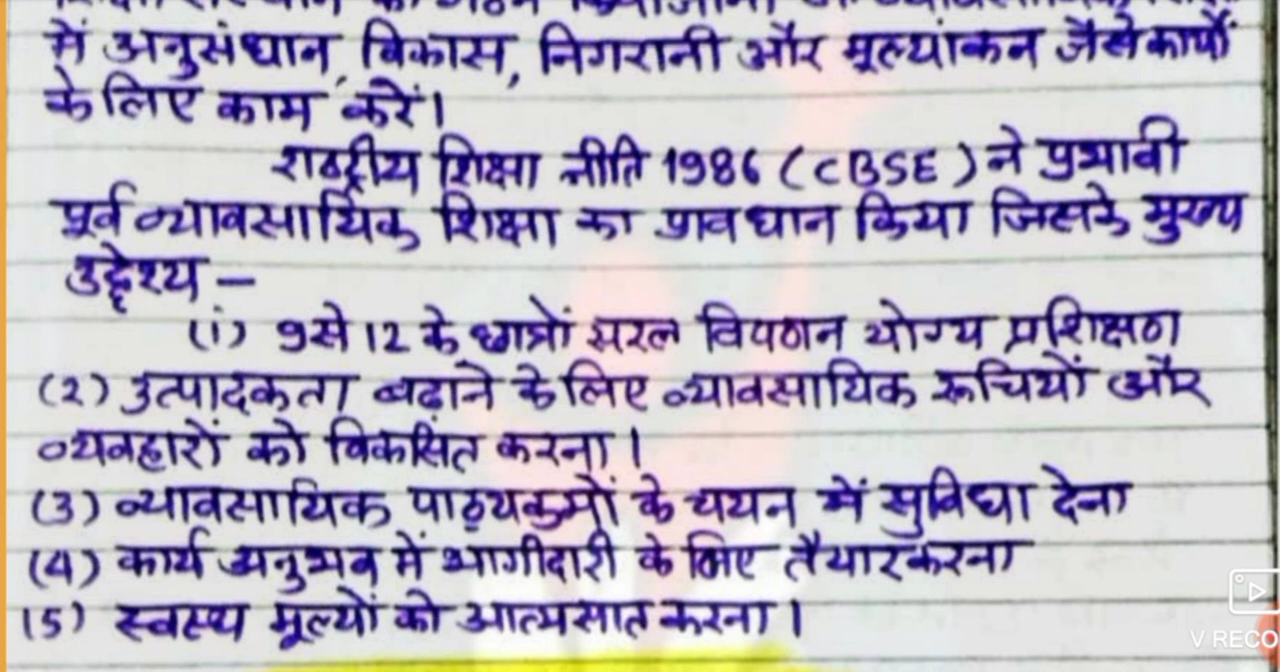 में अनुसंधान, विकास, निगरानी और मूल्यांकन जैसे कार्यों
के लिए काम करें।
राष्ट्रीय शिक्षा नीति 1986 (CBSE) ने प्रभावी
पूर्व व्यावसायिक शिक्षा का प्रावधान किया जिसके मुख्य
उद्देश्य –
(i) 9 से 12 के छात्रों सरल विपणन योग्य प्रशिक्षण
(2) उत्पादकता बढ़ाने के लिए व्यावसायिक रूचियों और
व्यवहारों को विकसित करना।
(3) व्यावसायिक पाठ्यक्रमों के चयन में सुविधा देना
(4) कार्य अनुभव में भागीदारी के लिए तैयार करना
(5) स्वस्थ मूल्यों को आत्मसात करना।
V RECO